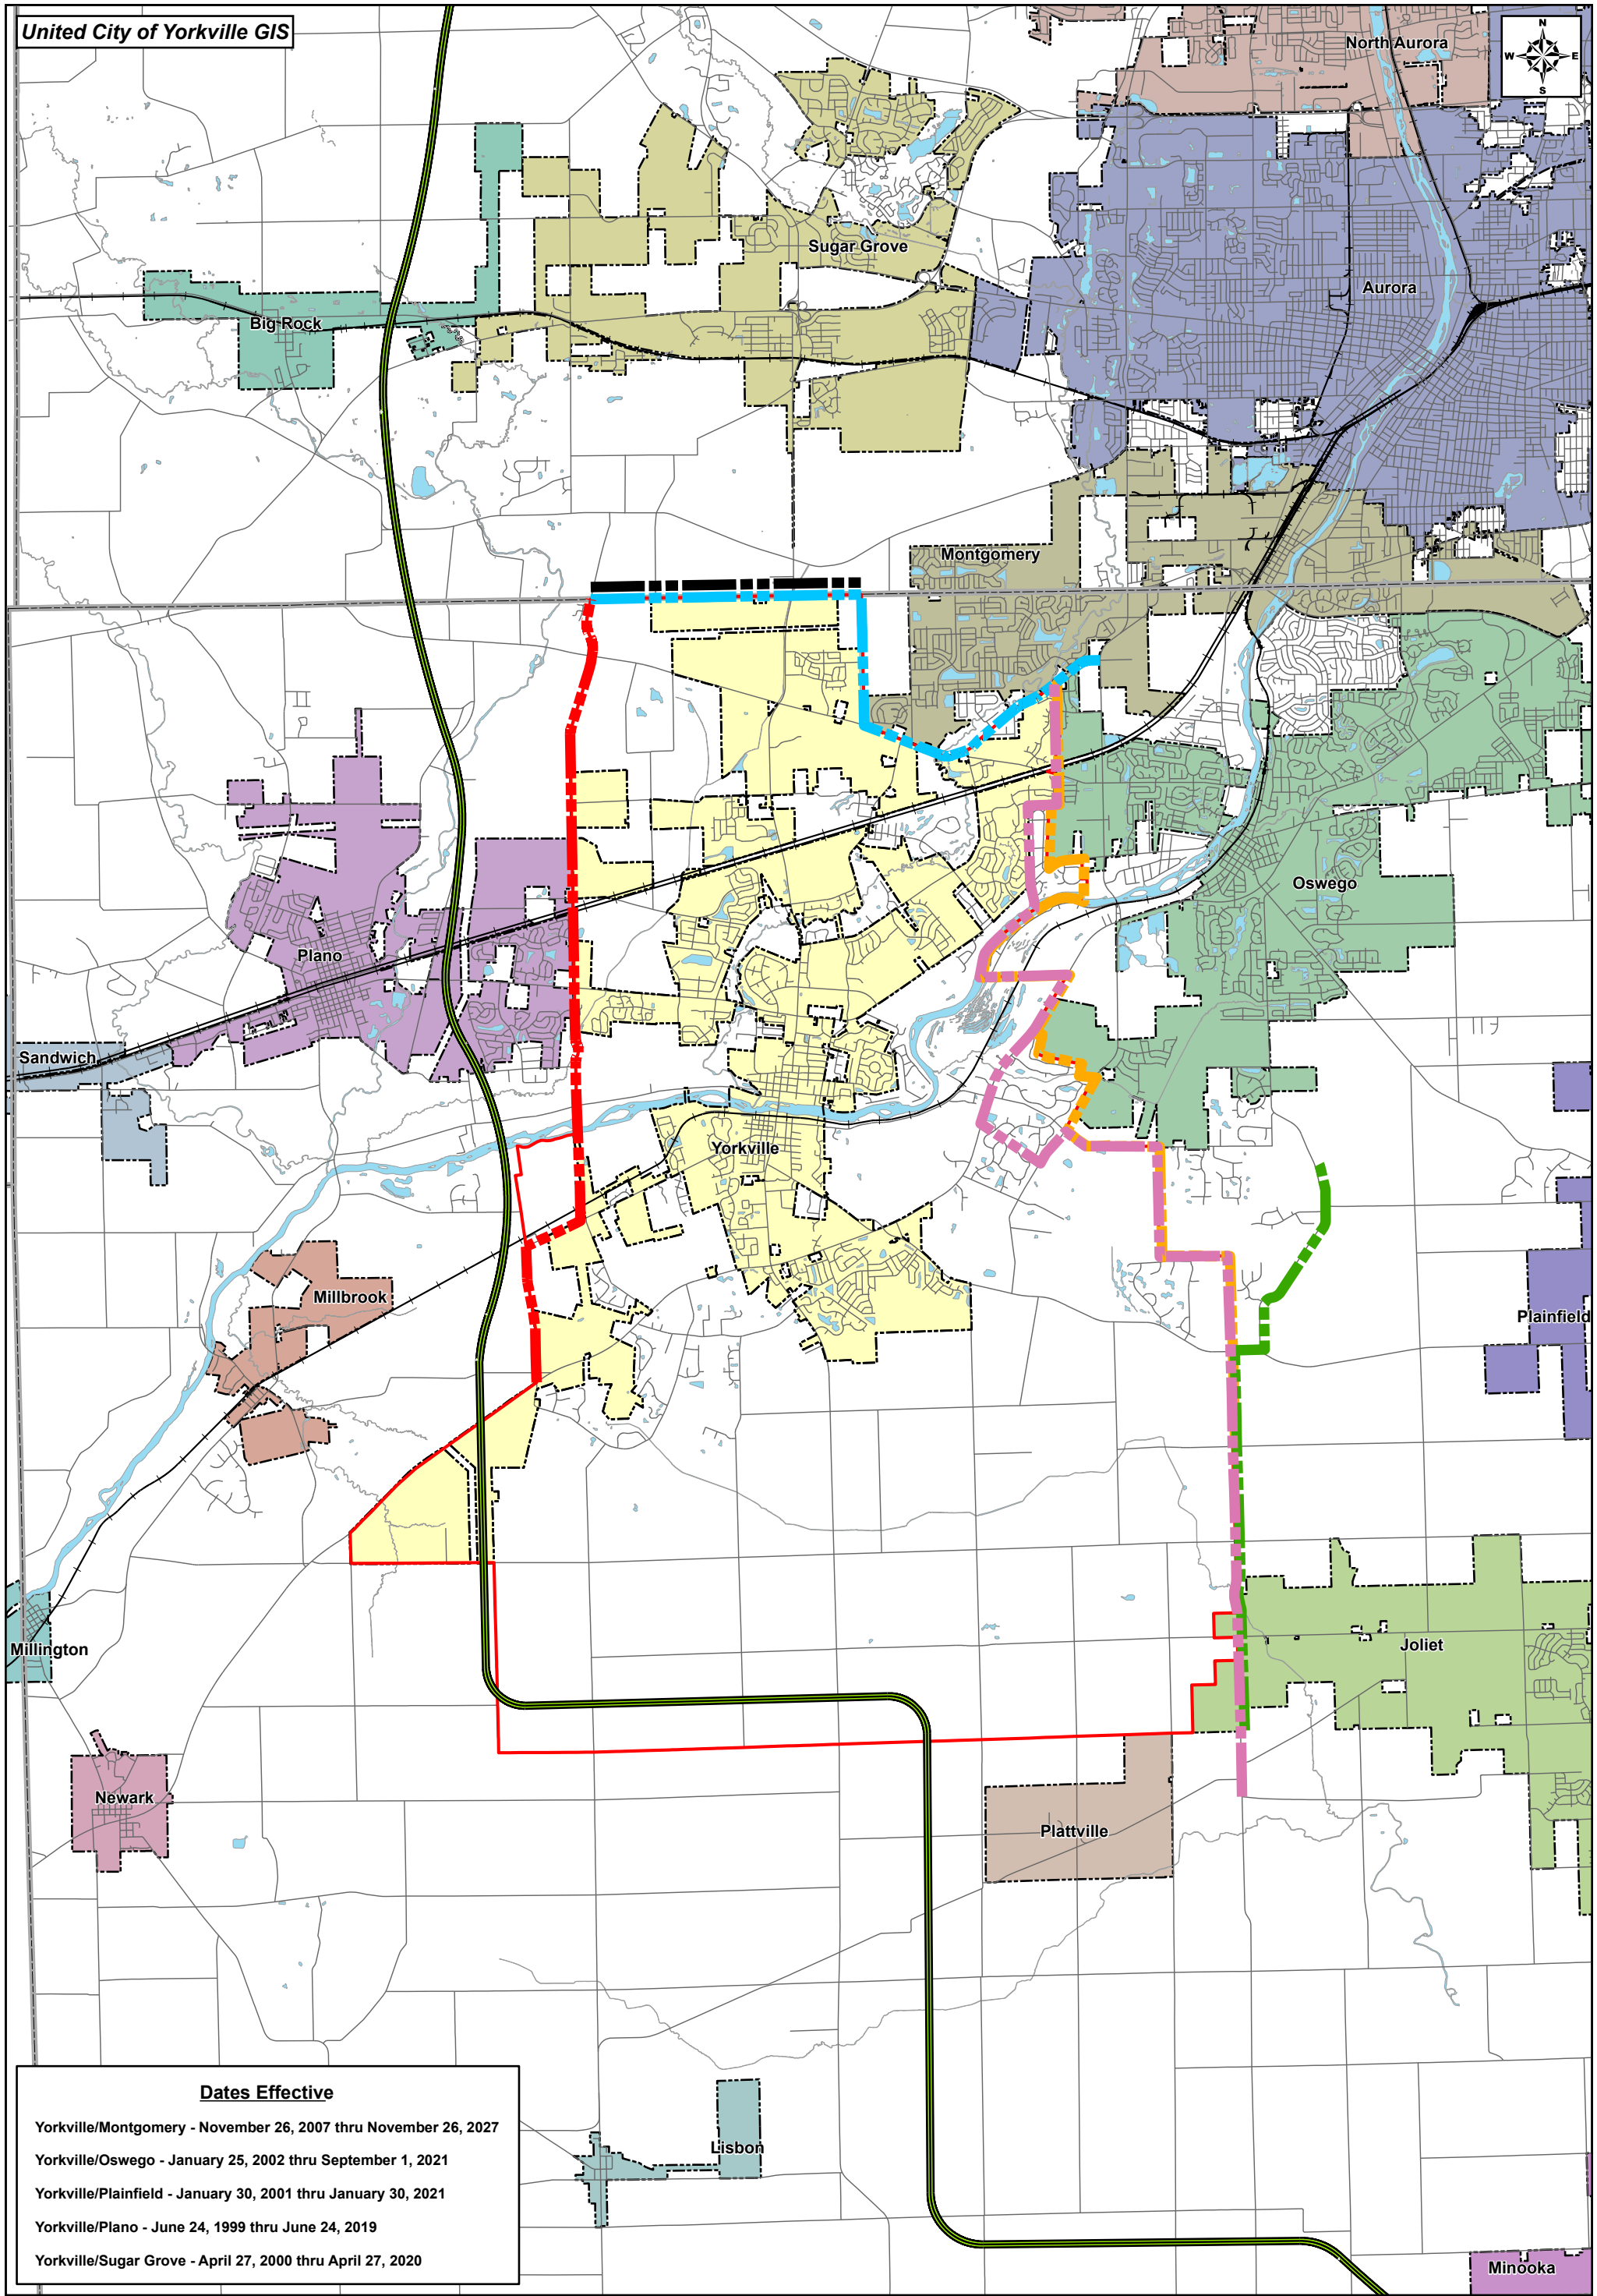 United City of Yorkville GIS
North Aurora
N
W E
S
Sugar Grove
Aurora
Big Rock
Montgomery
Oswego
Plano
Sandwich
Yorkville
Millbrook
Plainfield
Millington
Joliet
Newark
Plattville
Dates Effective
Yorkville/Montgomery - November 26, 2007 thru November 26, 2027
Yorkville/Oswego - January 25, 2002 thru September 1, 2021
Yorkville/Plainfield - January 30, 2001 thru January 30, 2021
Yorkville/Plano - June 24, 1999 thru June 24, 2019
Yorkville/Sugar Grove - April 27, 2000 thru April 27, 2020
Lisbon
Minooka